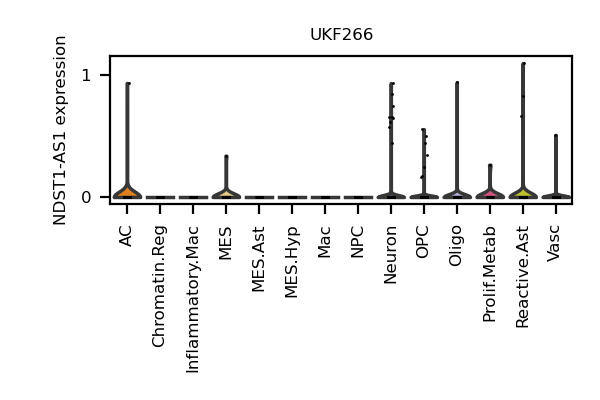 UKF266
NDST1-AS1 expression
1
0
AC
Chromatin.Reg
Inflammatory.Mac
MES
MES.Ast
MES.Hyp
Mac
NPC
Neuron
OPC
Oligo
Prolif.Metab
Reactive.Ast
Vasc